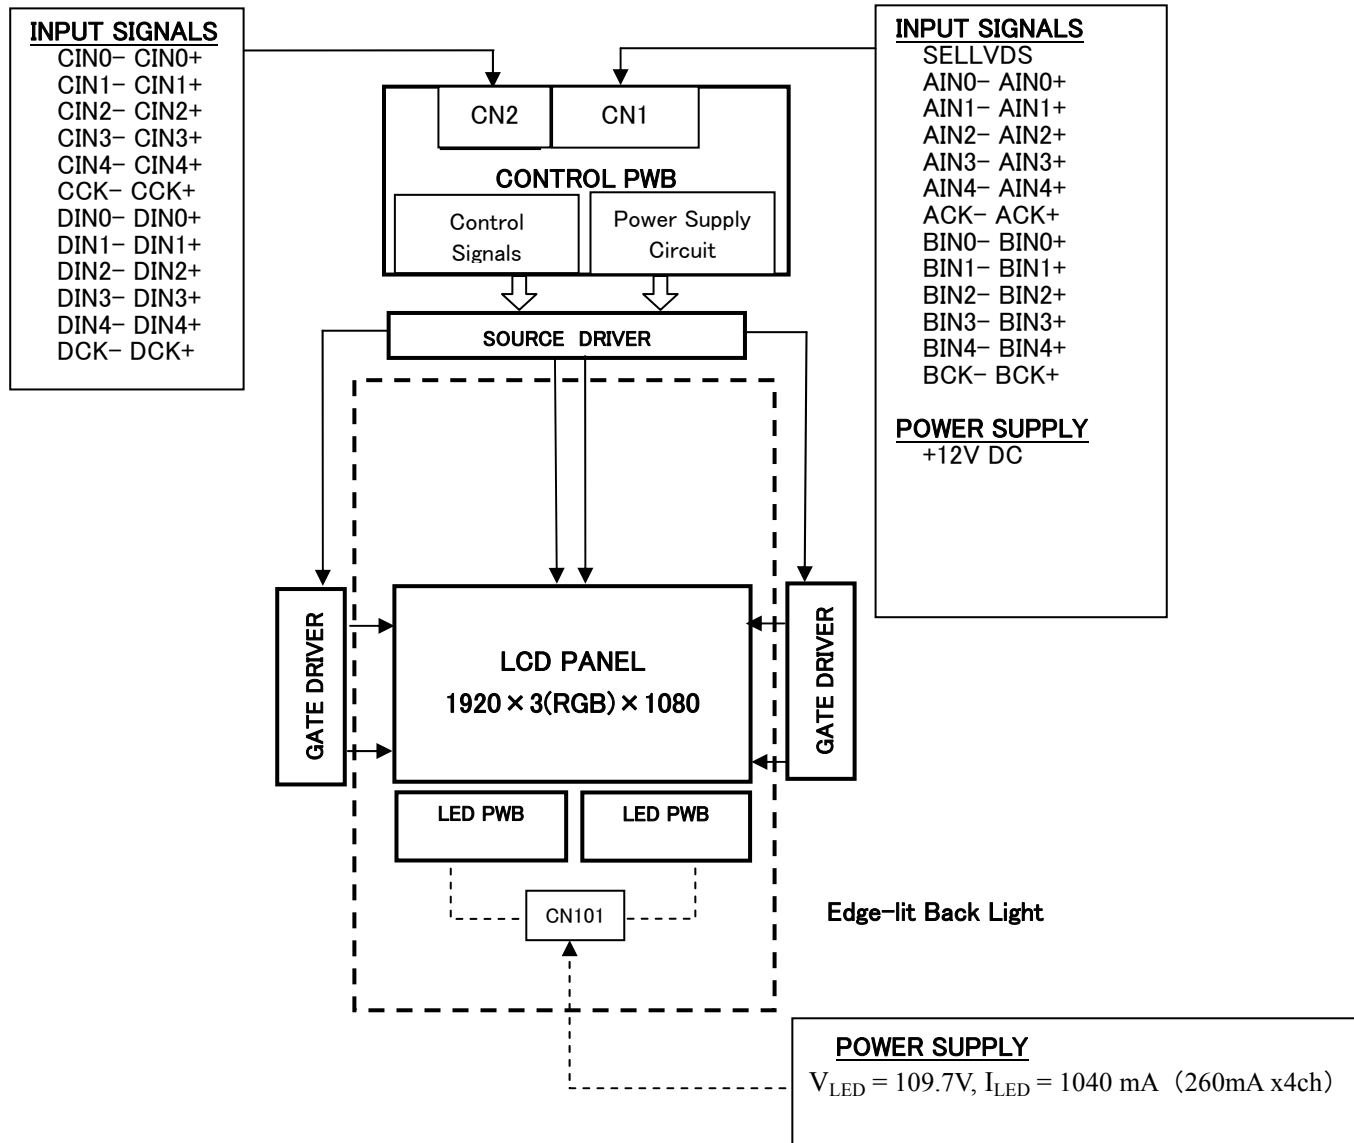 INPUT SIGNALS
CIN0- CIN0+
CIN1- CIN1+
CIN2- CIN2+
CIN3- CIN3+
CIN4- CIN4+
CCK- CCK+
DIN0- DIN0+
DIN1- DIN1+
DIN2- DIN2+
DIN3- DIN3+
DIN4- DIN4+
DCK- DCK+
INPUT SIGNALS
SELLVDS
AIN0- AIN0+
AIN1- AIN1+
AIN2- AIN2+
AIN3- AIN3+
AIN4- AIN4+
ACK- ACK+
BIN0- BIN0+
BIN1- BIN1+
BIN2- BIN2+
BIN3- BIN3+
BIN4- BIN4+
BCK- BCK+
POWER SUPPLY
+12V DC
CN2
CN1
CONTROL PWB
Control
Signals
Power Supply
Circuit
SOURCE DRIVER
GATE DRIVER
LCD PANEL
1920×3(RGB)×1080
GATE DRIVER
LED PWB
LED PWB
CN101
Edge-lit Back Light
POWER SUPPLY
VLED = 109.7V, ILED = 1040 mA（260mA x4ch）